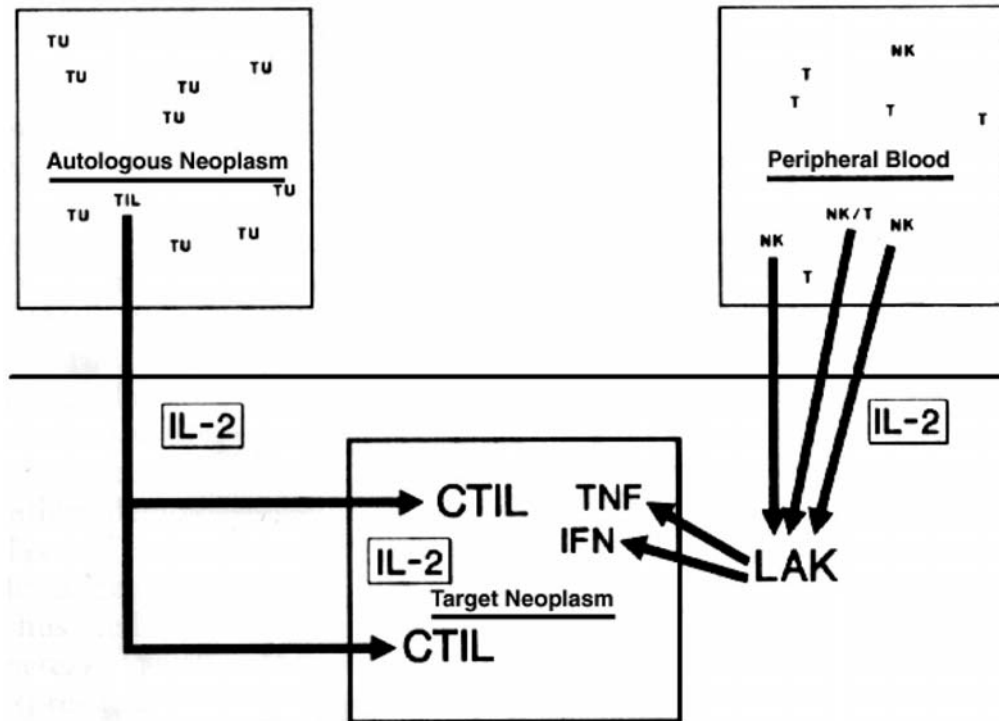 TU
TU
TU
TU
TU
Autologous Neoplasm
TU
TIL
TU
TU
TU
NK
T
T
T
T
Peripheral Blood
NK/T
NK
NK
T
IL-2
IL-2
CTIL
TNF
IFN
IL-2
LAK
Target Neoplasm
CTIL